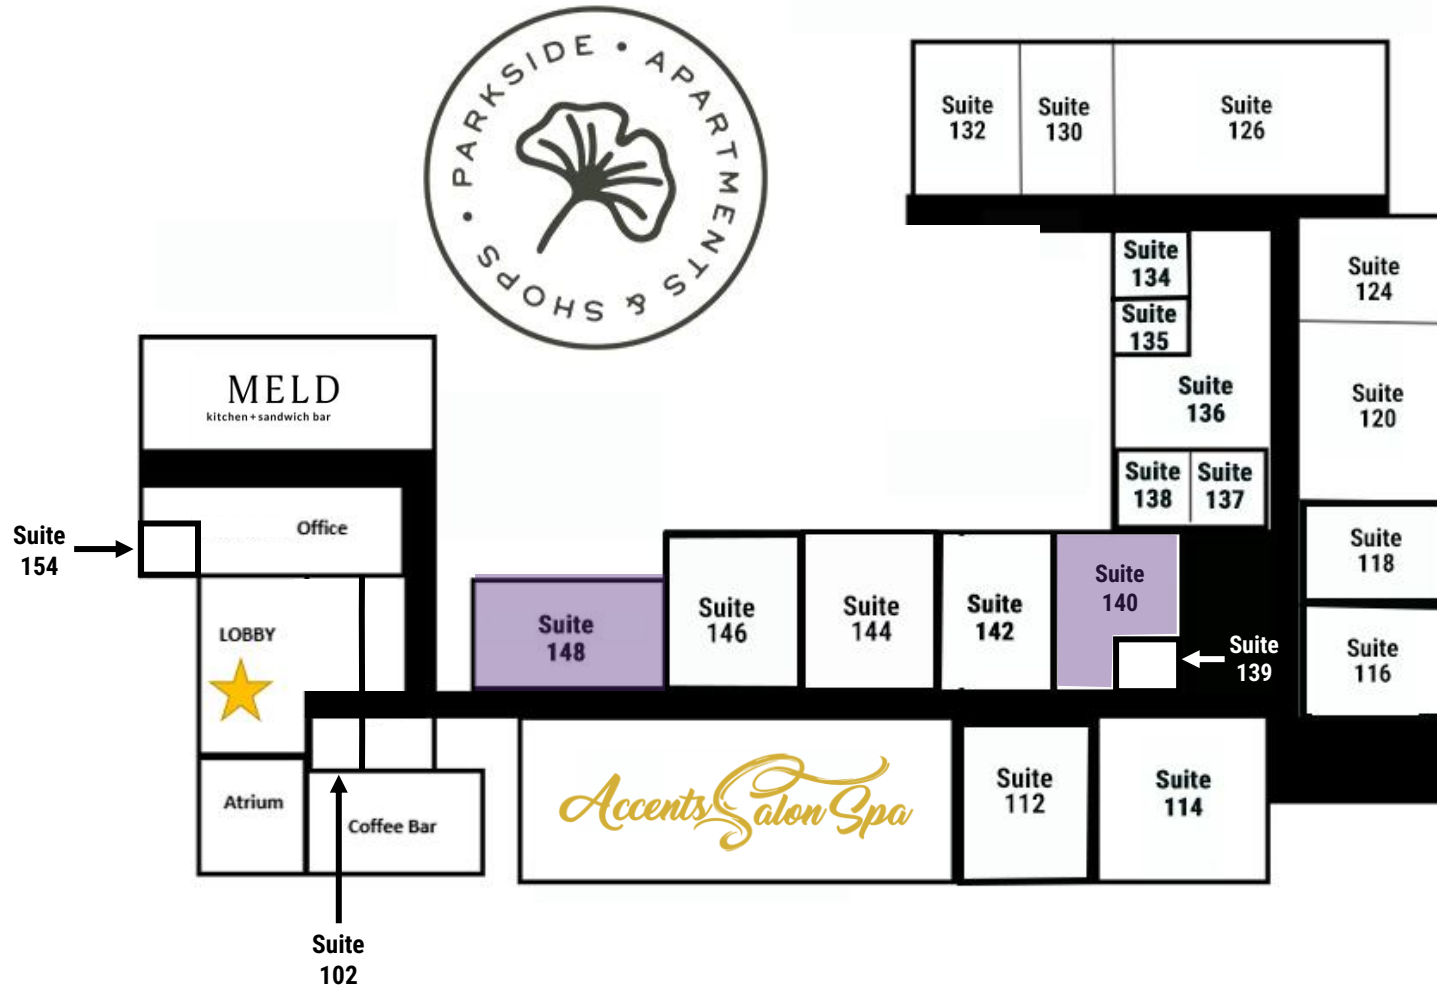 • PARKSIDE • APARTMENTS & SHOPS
Suite
132
Suite
130
Suite
126
Suite
134
Suite
135
Suite
136
Suite
138
Suite
137
Suite
124
Suite
120
Suite
118
Suite
116
MELD
kitchen+sandwich bar
Office
Suite
154
LOBBY
Suite
148
Suite
146
Suite
144
Suite
142
Suite
140
Suite
139
Atrium
Coffee Bar
Accents Salon Spa
Suite
112
Suite
114
Suite
102